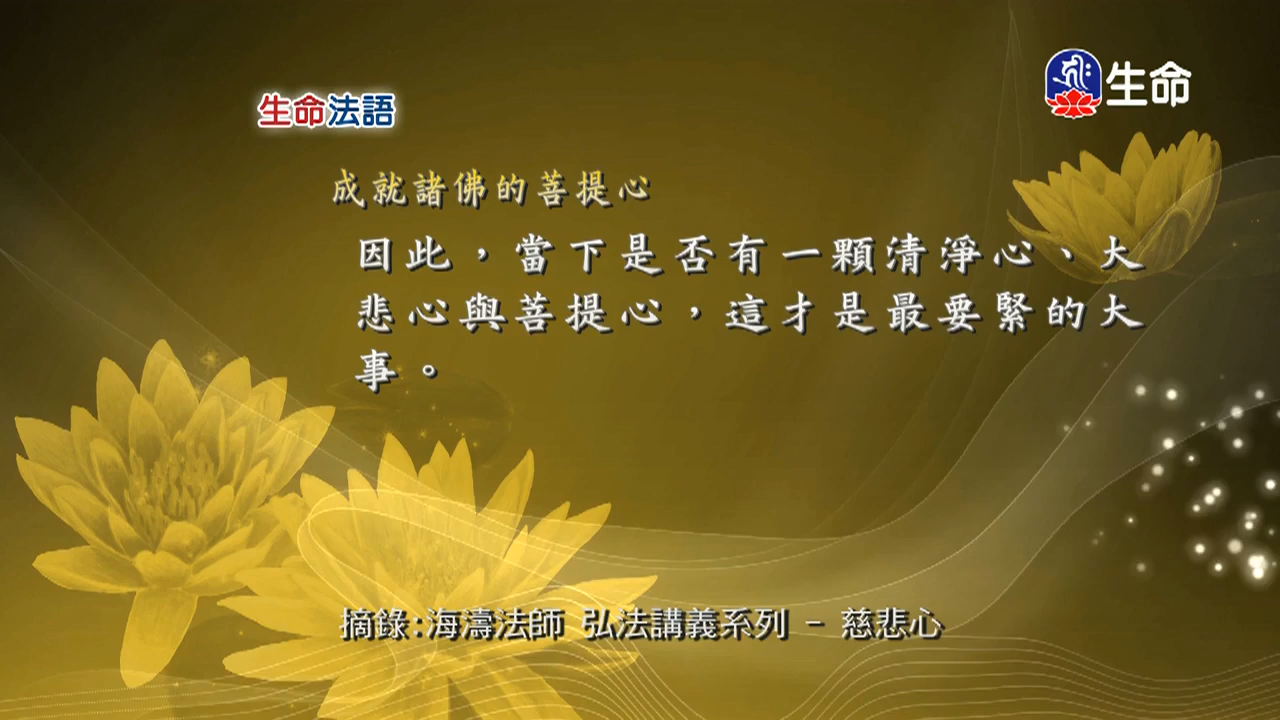 生命
生命法語
成就諸佛的菩提心
因此，當下是否有一顆清淨心、大
悲心與菩提心，這才是最要緊的大
事。
摘錄:海濤法師 弘法講義系列 - 慈悲心